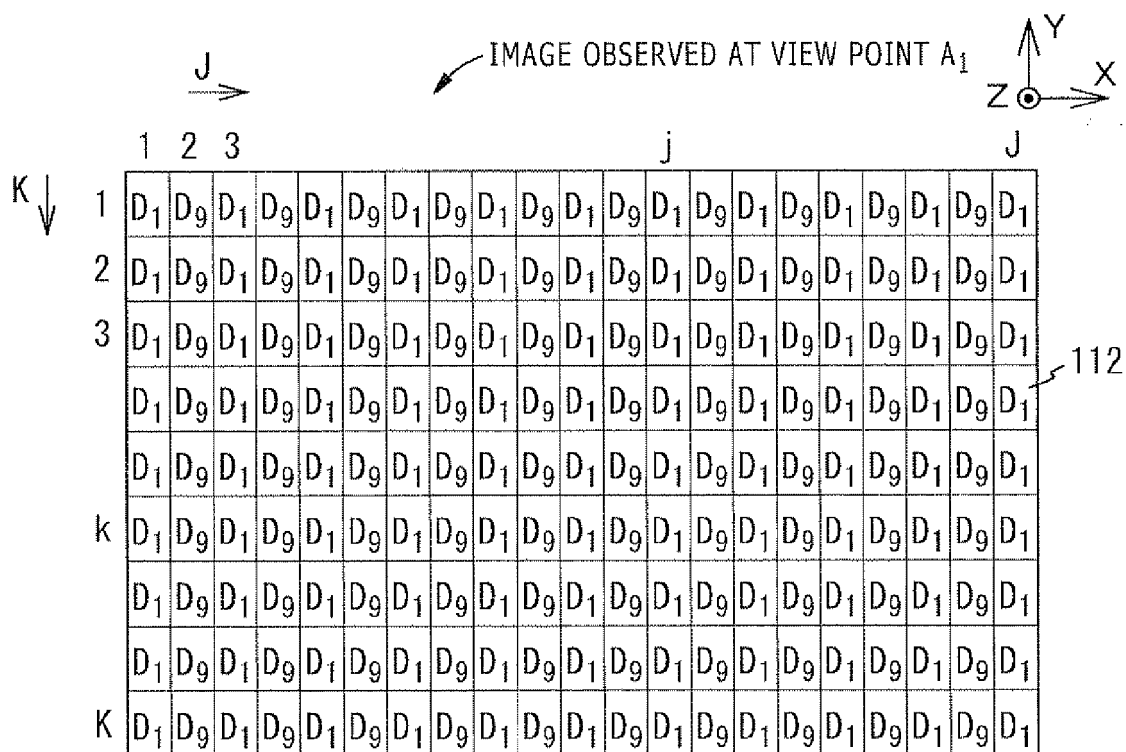 IMAGE OBSERVED AT VIEW POINT A₁
Y
J
X
Z
1 2 3 j J
K
1 D₁ D₉ D₁ D₉ D₁ D₉ D₁ D₉ D₁ D₉ D₁ D₉ D₁ D₉ D₁ D₉ D₁ D₉ D₁ D₉ D₁
2 D₁ D₉ D₁ D₉ D₁ D₉ D₁ D₉ D₁ D₉ D₁ D₉ D₁ D₉ D₁ D₉ D₁ D₉ D₁ D₉ D₁
3 D₁ D₉ D₁ D₉ D₁ D₉ D₁ D₉ D₁ D₉ D₁ D₉ D₁ D₉ D₁ D₉ D₁ D₉ D₁ D₉ D₁
112
D₁ D₉ D₁ D₉ D₁ D₉ D₁ D₉ D₁ D₉ D₁ D₉ D₁ D₉ D₁ D₉ D₁ D₉ D₁ D₉ D₁
D₁ D₉ D₁ D₉ D₁ D₉ D₁ D₉ D₁ D₉ D₁ D₉ D₁ D₉ D₁ D₉ D₁ D₉ D₁ D₉ D₁
k D₁ D₉ D₁ D₉ D₁ D₉ D₁ D₉ D₁ D₉ D₁ D₉ D₁ D₉ D₁ D₉ D₁ D₉ D₁ D₉ D₁
D₁ D₉ D₁ D₉ D₁ D₉ D₁ D₉ D₁ D₉ D₁ D₉ D₁ D₉ D₁ D₉ D₁ D₉ D₁ D₉ D₁
D₁ D₉ D₁ D₉ D₁ D₉ D₁ D₉ D₁ D₉ D₁ D₉ D₁ D₉ D₁ D₉ D₁ D₉ D₁ D₉ D₁
K D₁ D₉ D₁ D₉ D₁ D₉ D₁ D₉ D₁ D₉ D₁ D₉ D₁ D₉ D₁ D₉ D₁ D₉ D₁ D₉ D₁